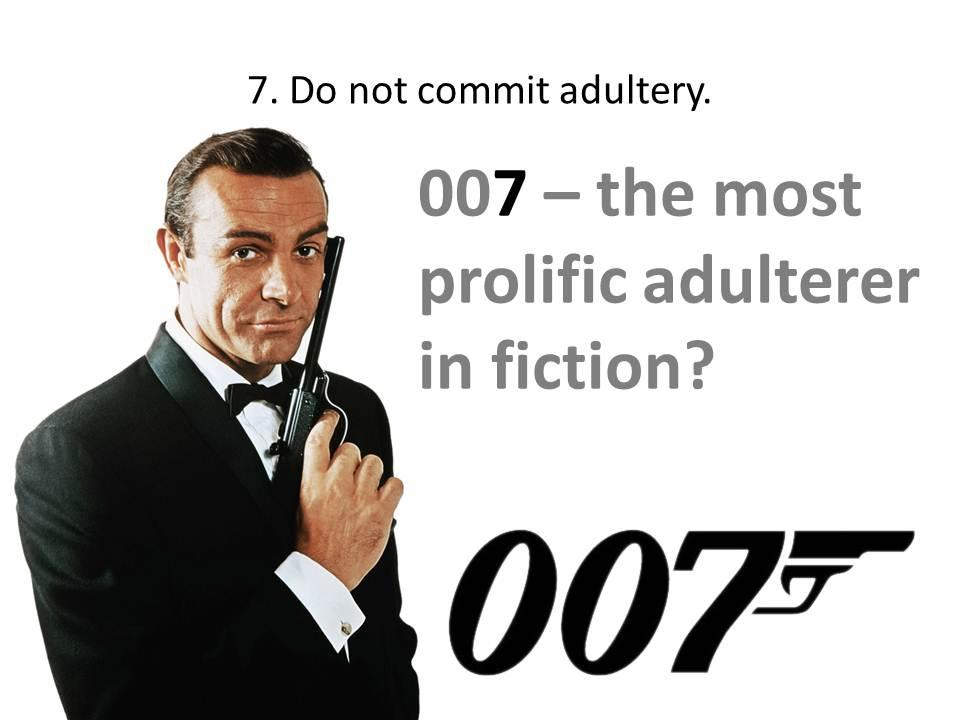 7. Do not commit adultery.
007 – the most
prolific adulterer
in fiction?
007